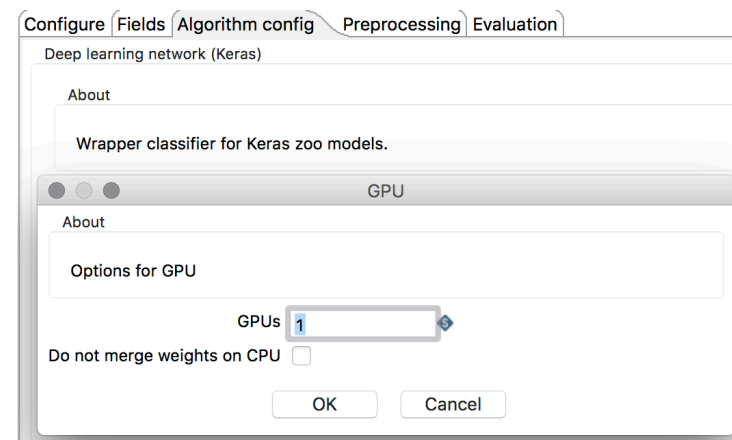 Configure Fields Algorithm config Preprocessing Evaluation
Deep learning network (Keras)
About
Wrapper classifier for Keras zoo models.
GPU
About
Options for GPU
GPUs 1 S
Do not merge weights on CPU
OK Cancel